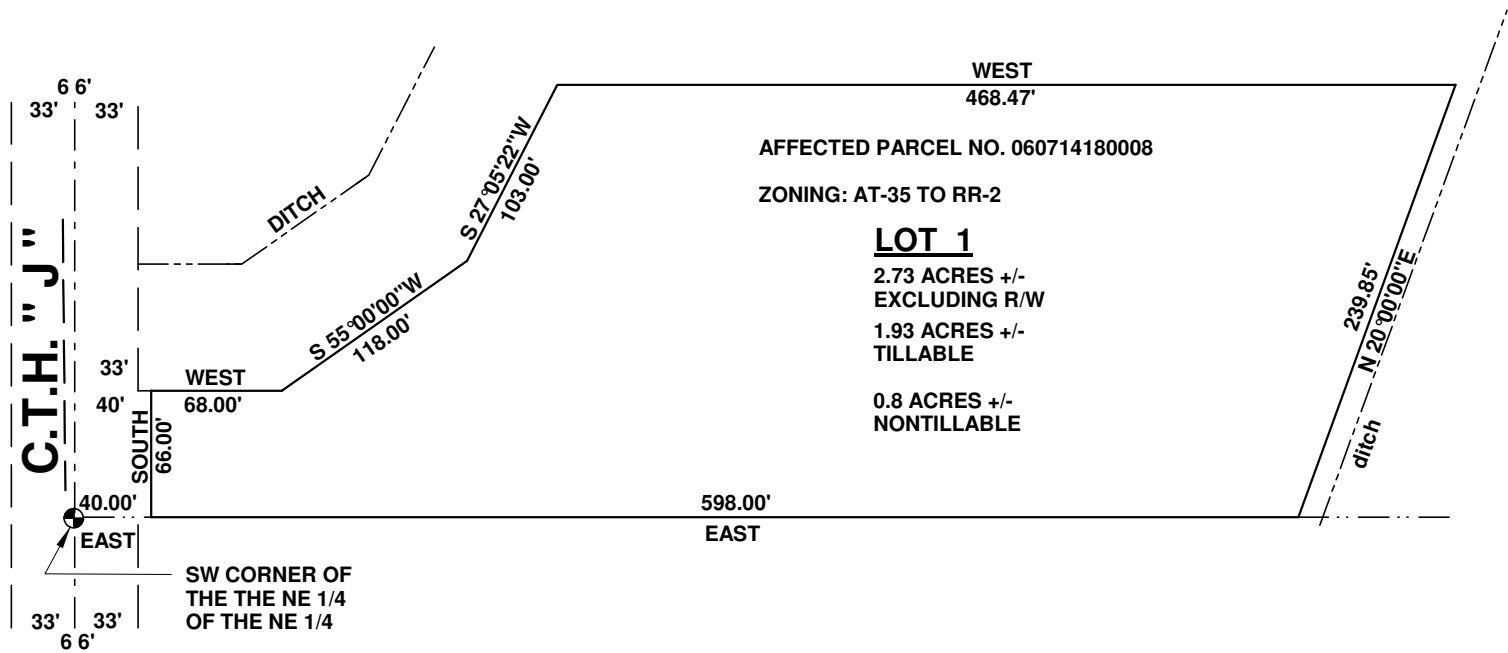 6 6'
33' 33'
WEST
468.47'
AFFECTED PARCEL NO. 060714180008
ZONING: AT-35 TO RR-2
LOT 1
2.73 ACRES +/-
EXCLUDING R/W
1.93 ACRES +/-
TILLABLE
0.8 ACRES +/-
NONTILLABLE
DITCH
S 27°05'22"W
103.00'
S 55°00'00"W
118.00'
239.85'
N 20°00'00"E
ditch
C.T.H. "J"
33'
40'
WEST
68.00'
SOUTH
66.00'
40.00'
EAST
598.00'
EAST
SW CORNER OF
THE THE NE 1/4
OF THE NE 1/4
33' 33'
6 6'